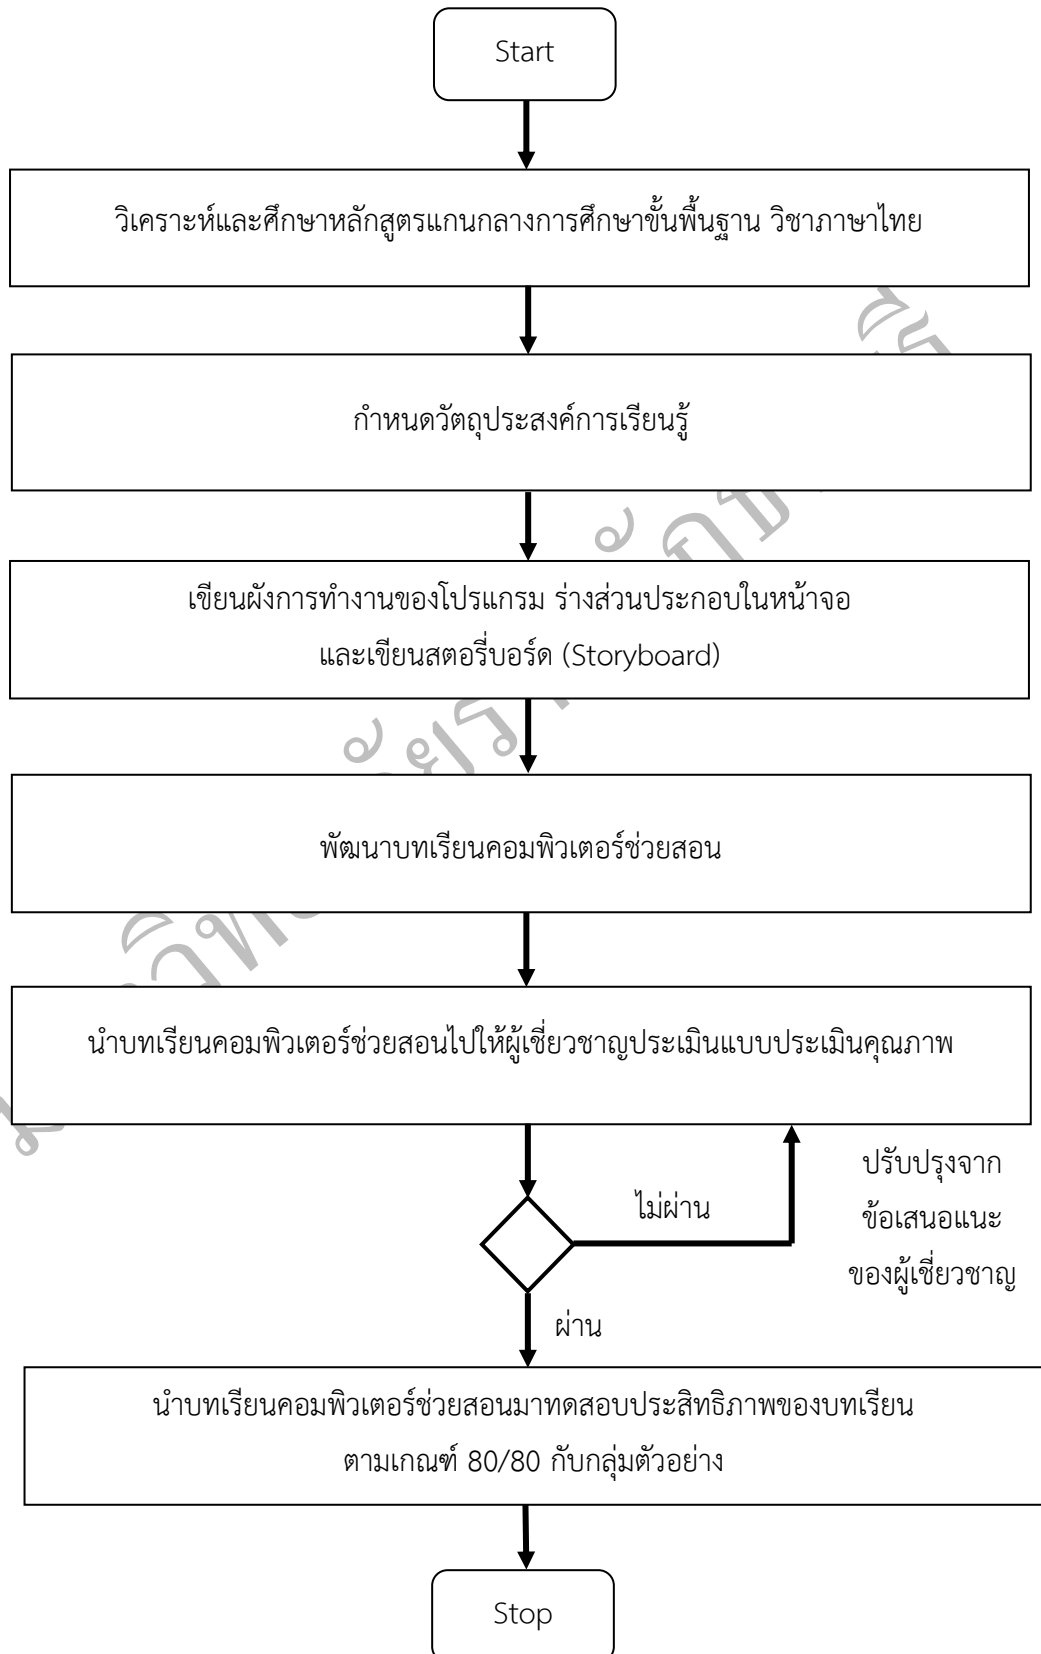 Start
วิเคราะห์และศึกษาหลักสูตรแกนกลางการศึกษาขั้นพื้นฐาน วิชาภาษาไทย
กำหนดวัตถุประสงค์การเรียนรู้
เขียนผังการทำงานของโปรแกรม ร่างส่วนประกอบในหน้าจอ
และเขียนสตอรี่บอร์ด (Storyboard)
พัฒนาบทเรียนคอมพิวเตอร์ช่วยสอน
นำบทเรียนคอมพิวเตอร์ช่วยสอนไปให้ผู้เชี่ยวชาญประเมินแบบประเมินคุณภาพ
ไม่ผ่าน
ปรับปรุงจาก
ข้อเสนอแนะ
ของผู้เชี่ยวชาญ
ผ่าน
นำบทเรียนคอมพิวเตอร์ช่วยสอนมาทดสอบประสิทธิภาพของบทเรียน
ตามเกณฑ์ 80/80 กับกลุ่มตัวอย่าง
Stop